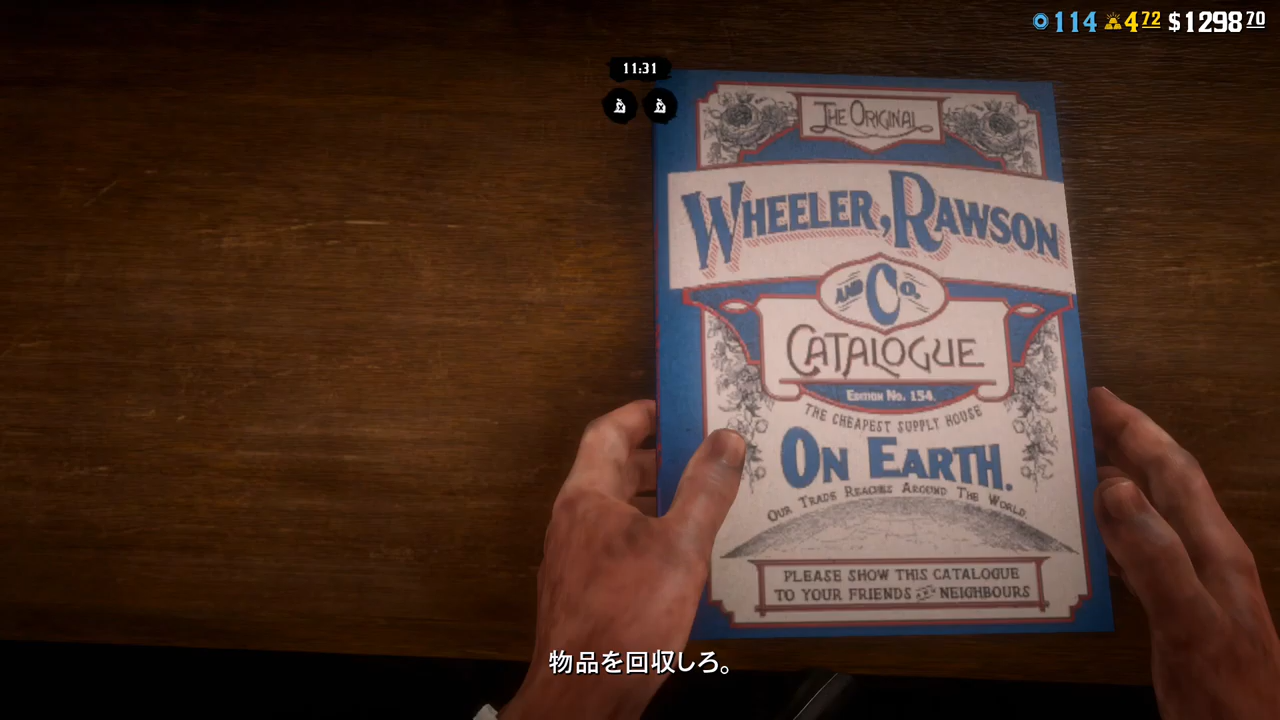 114 4.72 $1298.70
11:31
THE ORIGINAL
WHEELER, RAWSON
AND Co.
CATALOGUE
EDITION No. 154.
THE CHEAPEST SUPPLY HOUSE
ON EARTH.
OUR TRADE REACHES AROUND THE WORLD.
PLEASE SHOW THIS CATALOGUE
TO YOUR FRIENDS AND NEIGHBOURS
物品を回収しろ。